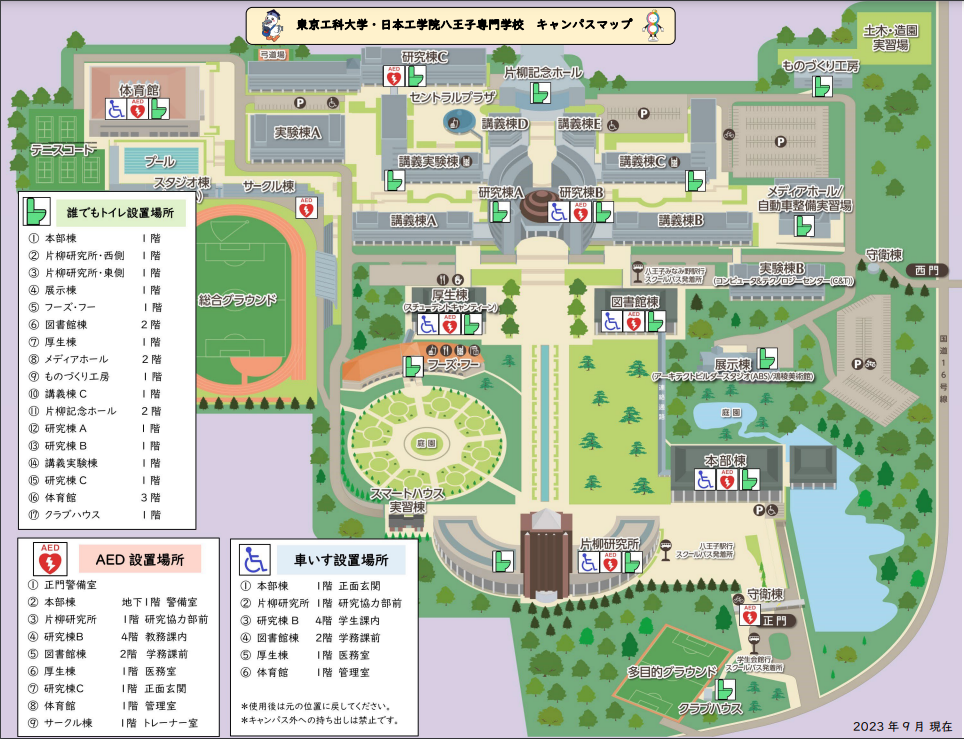 東京工科大学・日本工学院八王子専門学校 キャンパスマップ
土木・造園
実習場
弓道場
研究棟C
AED
片柳記念ホール
ものづくり工房
体育館
AED
P
セントラルプラザ
P
実験棟A
講義棟D
講義棟E
P
テニスコート
プール
講義実験棟
講義棟C
スタジオ棟
サークル棟
AED
研究棟A
研究棟B
AED
メディアホール/
自動車整備実習場
講義棟A
講義棟B
守衛棟
西門
八王子みなみ野駅行
スクールバス発着所
実験棟B
(コンピュータ&テクノロジーセンター(C&T))
総合グラウンド
厚生棟
(スチューデントキャンティーン)
AED
図書館棟
AED
国道16号線
フーズ・フー
展示棟
(アーキテクトビルダーズスタジオ(ABS)/鴻稜美術館)
P
連絡通路
庭園
庭園
本部棟
AED
スマートハウス
実習棟
P
片柳研究所
AED
八王子駅行
スクールバス発着所
守衛棟
AED
正門
学生会館行
スクールバス発着所
多目的グラウンド
クラブハウス
誰でもトイレ設置場所
① 本部棟 1階
② 片柳研究所・西側 1階
③ 片柳研究所・東側 1階
④ 展示棟 1階
⑤ フーズ・フー 1階
⑥ 図書館棟 2階
⑦ 厚生棟 1階
⑧ メディアホール 2階
⑨ ものづくり工房 1階
⑩ 講義棟C 1階
⑪ 片柳記念ホール 2階
⑫ 研究棟A 1階
⑬ 研究棟B 1階
⑭ 講義実験棟 1階
⑮ 研究棟C 1階
⑯ 体育館 3階
⑰ クラブハウス 1階
AED
AED設置場所
① 正門警備室
② 本部棟 地下1階 警備室
③ 片柳研究所 1階 研究協力部前
④ 研究棟B 4階 教務課内
⑤ 図書館棟 2階 学務課前
⑥ 厚生棟 1階 医務室
⑦ 研究棟C 1階 正面玄関
⑧ 体育館 1階 管理室
⑨ サークル棟 1階 トレーナー室
車いす設置場所
① 本部棟 1階 正面玄関
② 片柳研究所 1階 研究協力部前
③ 研究棟B 4階 学生課内
④ 図書館棟 2階 学務課前
⑤ 厚生棟 1階 医務室
⑥ 体育館 1階 管理室
*使用後は元の位置に戻してください。
*キャンパス外への持ち出しは禁止です。
2023年9月 現在